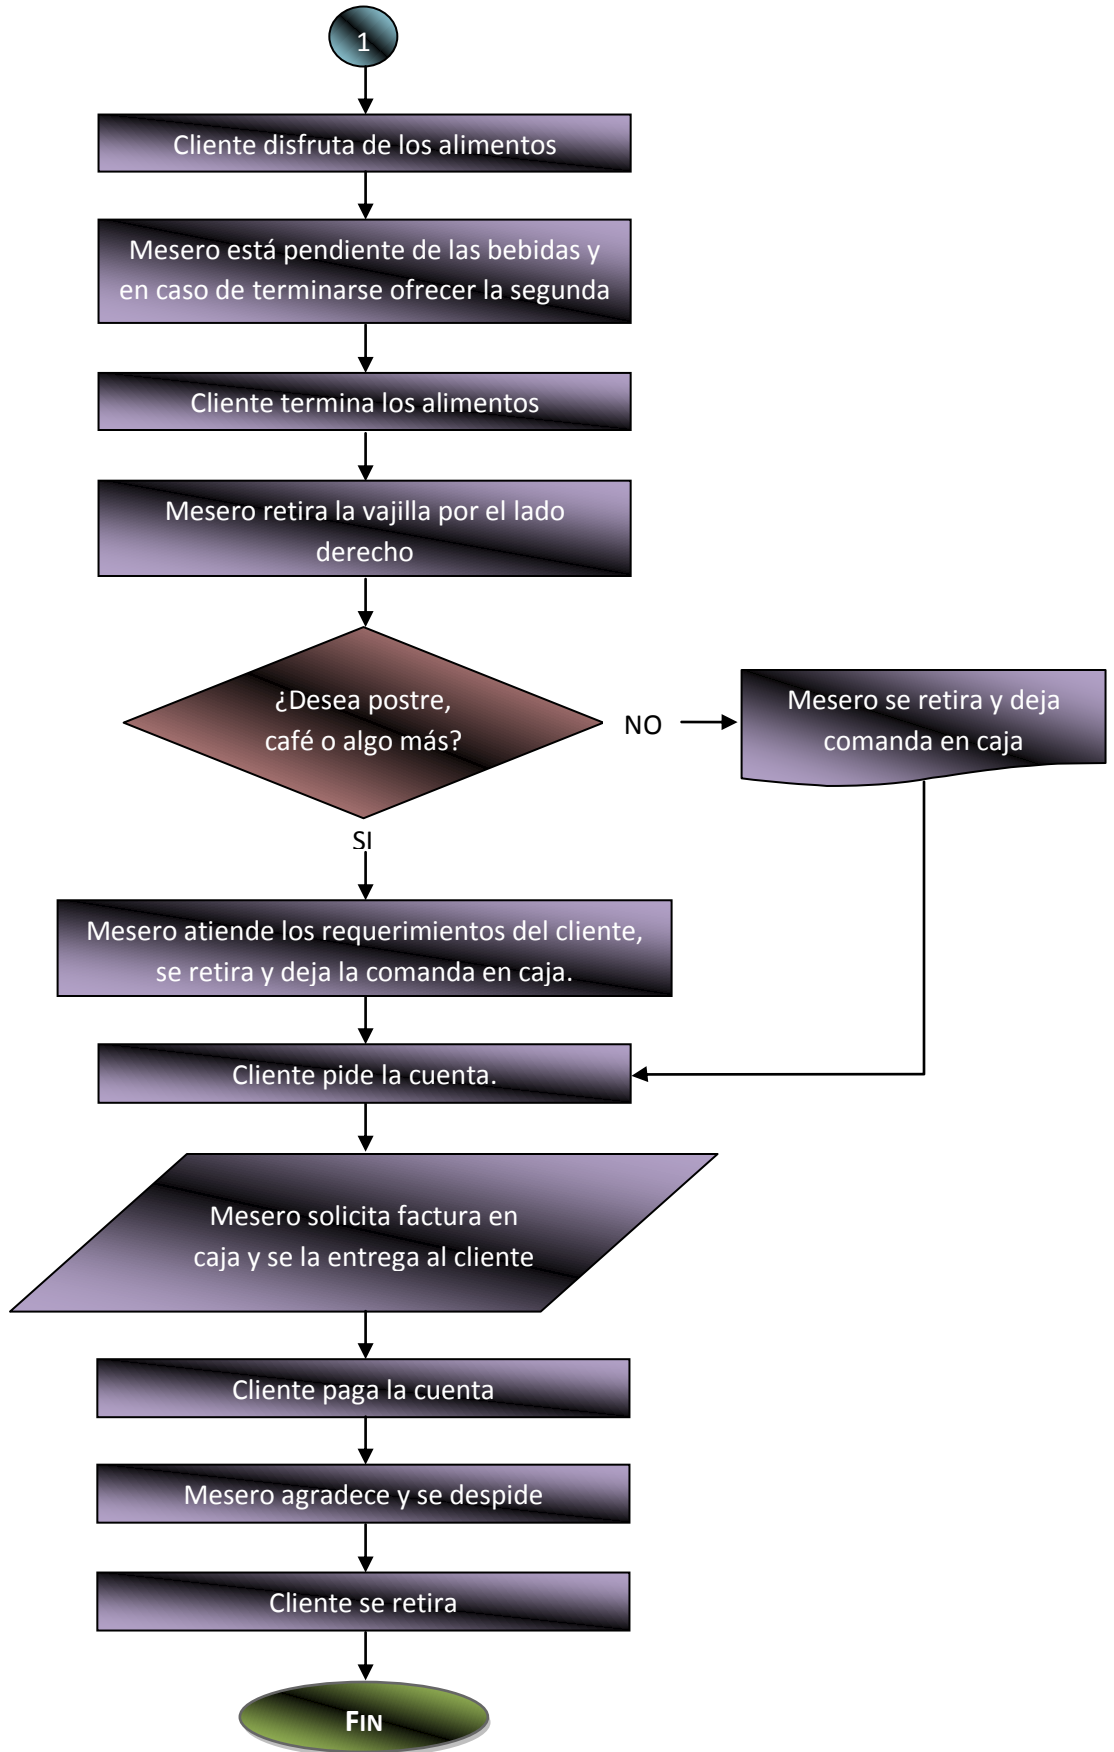 1
Cliente disfruta de los alimentos
Mesero está pendiente de las bebidas y
en caso de terminarse ofrecer la segunda
Cliente termina los alimentos
Mesero retira la vajilla por el lado
derecho
¿Desea postre,
café o algo más?
NO
Mesero se retira y deja
comanda en caja
SI
Mesero atiende los requerimientos del cliente,
se retira y deja la comanda en caja.
Cliente pide la cuenta.
Mesero solicita factura en
caja y se la entrega al cliente
Cliente paga la cuenta
Mesero agradece y se despide
Cliente se retira
FIN